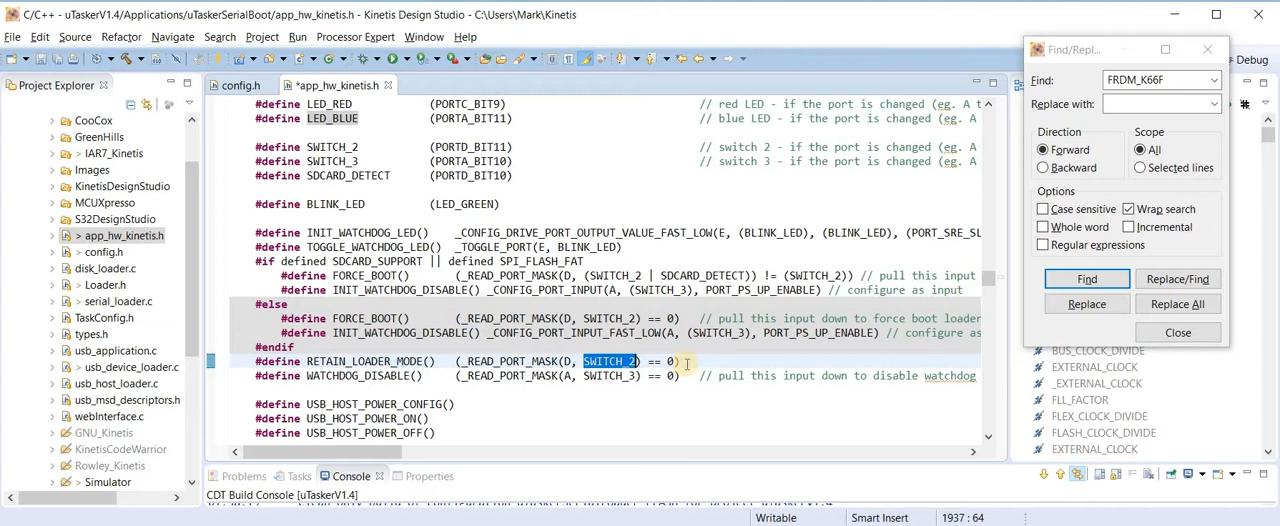 C/C++ - uTaskerV1.4/Applications/uTaskerSerialBoot/app_hw_kinetis.h - Kinetis Design Studio - C:\Users\Mark\Kinetis
File Edit Source Refactor Navigate Search Project Run Processor Expert Window Help
Debug
Project Explorer
CooCox
GreenHills
> IAR7_Kinetis
Images
KinetisDesignStudio
MCUXpresso
S32DesignStudio
> app_hw_kinetis.h
> config.h
disk_loader.c
Loader.h
> serial_loader.c
TaskConfig.h
types.h
usb_application.c
> usb_device_loader.c
> usb_host_loader.c
usb_msd_descriptors.h
webInterface.c
GNU_Kinetis
KinetisCodeWarrior
Rowley_Kinetis
> Simulator
config.h
*app_hw_kinetis.h
#define LED_RED (PORTC_BIT9) // red LED - if the port is changed (eg. A t
#define LED_BLUE (PORTA_BIT11) // blue LED - if the port is changed (eg. A
#define SWITCH_2 (PORTD_BIT11) // switch 2 - if the port is changed (eg. A
#define SWITCH_3 (PORTA_BIT10) // switch 3 - if the port is changed (eg. A
#define SDCARD_DETECT (PORTD_BIT10)
#define BLINK_LED (LED_GREEN)
#define INIT_WATCHDOG_LED() _CONFIG_DRIVE_PORT_OUTPUT_VALUE_FAST_LOW(E, (BLINK_LED), (BLINK_LED), (PORT_SRE_SL
#define TOGGLE_WATCHDOG_LED() _TOGGLE_PORT(E, BLINK_LED)
#if defined SDCARD_SUPPORT || defined SPI_FLASH_FAT
#define FORCE_BOOT() (_READ_PORT_MASK(D, (SWITCH_2 | SDCARD_DETECT)) != (SWITCH_2)) // pull this input
#define INIT_WATCHDOG_DISABLE() _CONFIG_PORT_INPUT(A, (SWITCH_3), PORT_PS_UP_ENABLE) // configure as input
#else
#define FORCE_BOOT() (_READ_PORT_MASK(D, SWITCH_2) == 0) // pull this input down to force boot loader
#define INIT_WATCHDOG_DISABLE() _CONFIG_PORT_INPUT_FAST_LOW(A, (SWITCH_3), PORT_PS_UP_ENABLE) // configure as
#endif
#define RETAIN_LOADER_MODE() (_READ_PORT_MASK(D, SWITCH_2) == 0)
#define WATCHDOG_DISABLE() (_READ_PORT_MASK(A, SWITCH_3) == 0) // pull this input down to disable watchdog
#define USB_HOST_POWER_CONFIG()
#define USB_HOST_POWER_ON()
#define USB_HOST_POWER_OFF()
Find/Repl...
Find: FRDM_K66F
Replace with:
Direction
Forward
Backward
Scope
All
Selected lines
Options
Case sensitive
Wrap search
Whole word
Incremental
Regular expressions
Find
Replace/Find
Replace
Replace All
Close
BUS_CLOCK_DIVIDE
EXTERNAL_CLOCK
_EXTERNAL_CLOCK
FLL_FACTOR
FLEX_CLOCK_DIVIDE
FLASH_CLOCK_DIVIDE
EXTERNAL_CLOCK
Problems Tasks Console Properties
CDT Build Console [uTaskerV1.4]
Writable
Smart Insert
1937 : 64